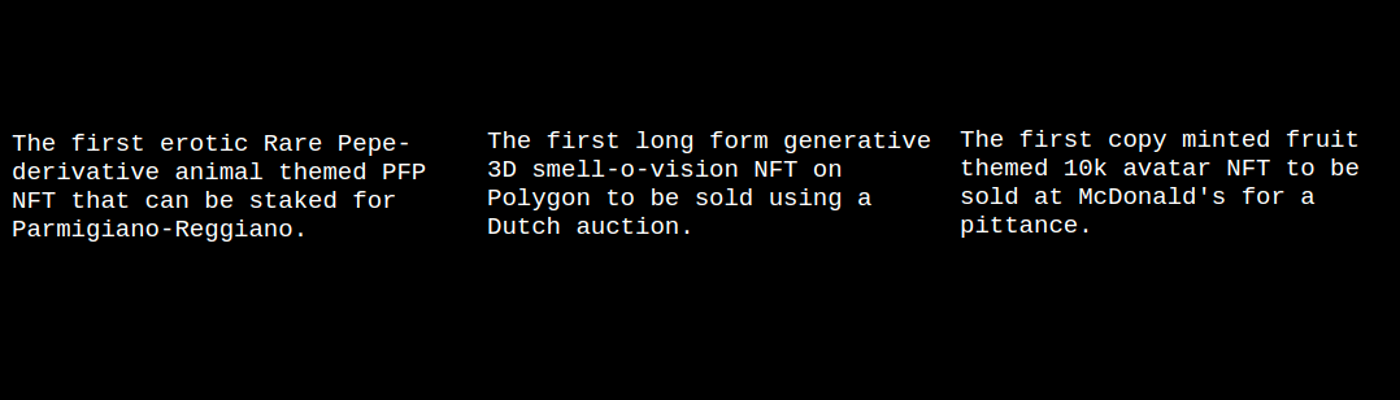 The first erotic Rare Pepe-
derivative animal themed PFP
NFT that can be staked for
Parmigiano-Reggiano.
The first long form generative
3D smell-o-vision NFT on
Polygon to be sold using a
Dutch auction.
The first copy minted fruit
themed 10k avatar NFT to be
sold at McDonald's for a
pittance.